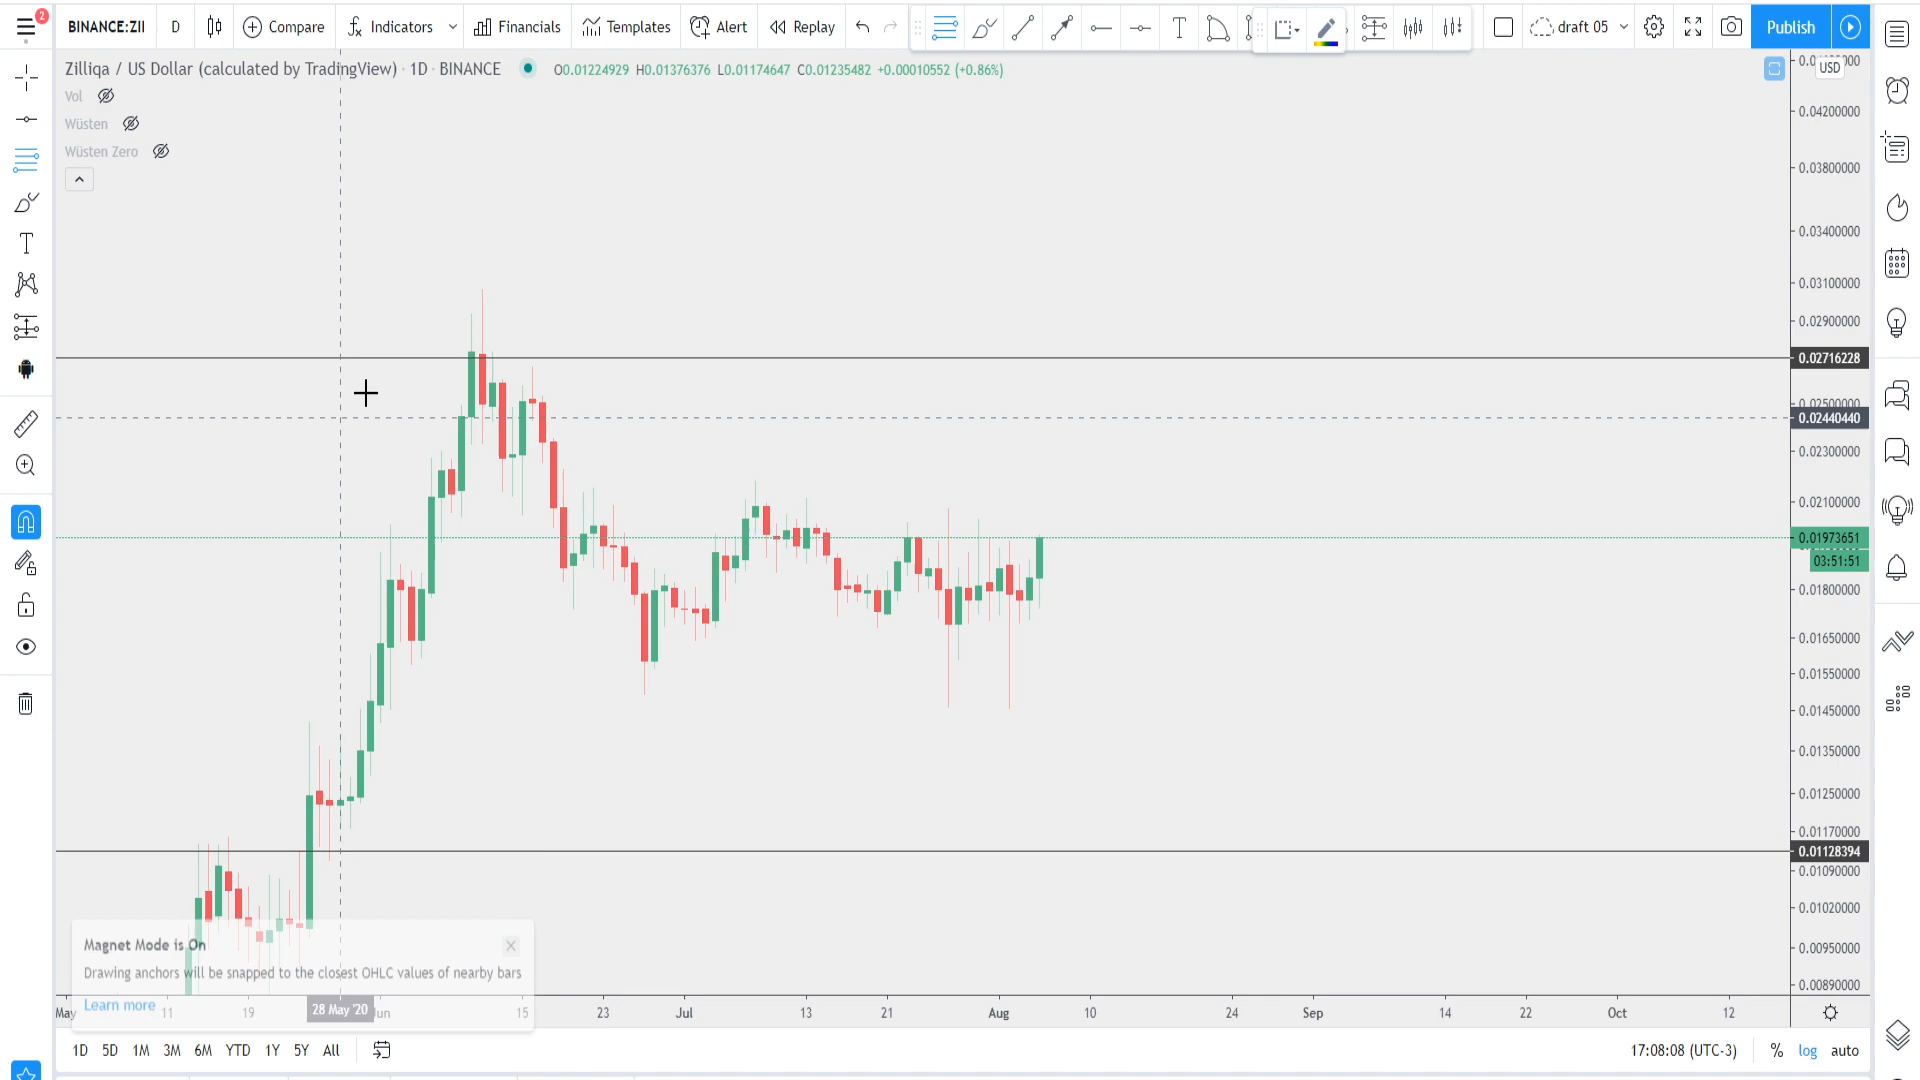 2
BINANCE:ZII
D
Compare
Indicators
Financials
Templates
Alert
Replay
draft 05
Publish
Zilliqa / US Dollar (calculated by TradingView) · 1D · BINANCE
O0.01224929 H0.01376376 L0.01174647 C0.01235482 +0.00010552 (+0.86%)
USD
Vol
Wüsten
Wüsten Zero
0.04200000
0.03800000
0.03400000
0.03100000
0.02900000
0.02716228
0.02500000
0.02440440
0.02300000
0.02100000
0.01973651
03:51:51
0.01800000
0.01650000
0.01550000
0.01450000
0.01350000
0.01250000
0.01170000
0.01128394
0.01090000
0.01020000
0.00950000
0.00890000
Magnet Mode is On
Drawing anchors will be snapped to the closest OHLC values of nearby bars
Learn more
May 11 19 28 May '20 Jun 15 23 Jul 13 21 Aug 10 24 Sep 14 22 Oct 12
1D 5D 1M 3M 6M YTD 1Y 5Y All
17:08:08 (UTC-3) % log auto